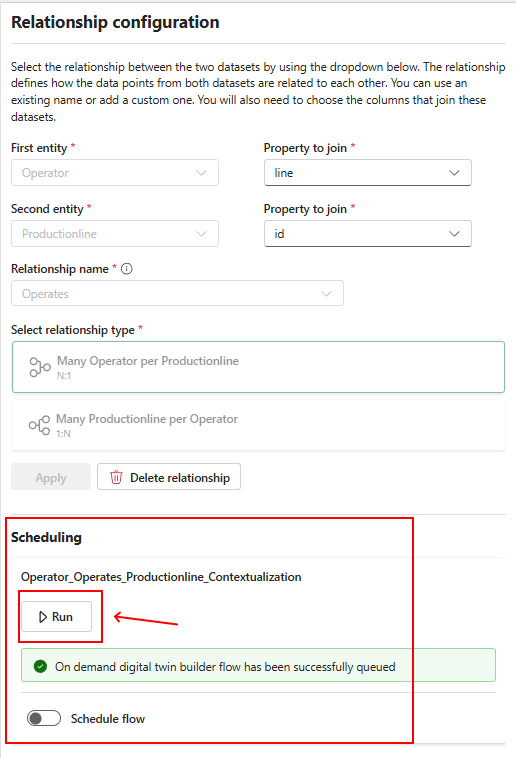 Relationship configuration
Select the relationship between the two datasets by using the dropdown below. The relationship
defines how the data points from both datasets are related to each other. You can use an
existing name or add a custom one. You will also need to choose the columns that join these
datasets.
First entity * Property to join *
Operator line
Second entity * Property to join *
Productionline id
Relationship name *
Operates
Select relationship type *
Many Operator per Productionline
N:1
Many Productionline per Operator
1:N
Apply Delete relationship
Scheduling
Operator_Operates_Productionline_Contextualization
Run
On demand digital twin builder flow has been successfully queued
Schedule flow